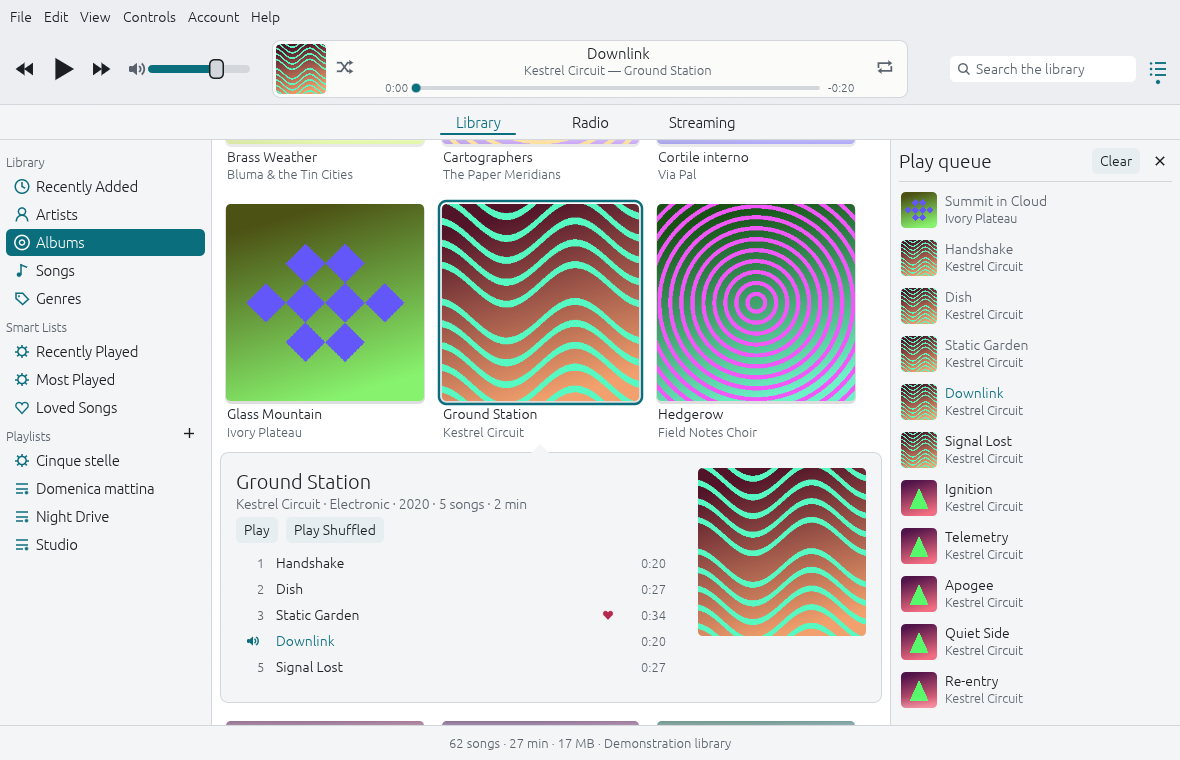 File Edit View Controls Account Help
Downlink
Kestrel Circuit — Ground Station
0:00
-0:20
Search the library
Library Radio Streaming
Library
Recently Added
Artists
Albums
Songs
Genres
Smart Lists
Recently Played
Most Played
Loved Songs
Playlists
Cinque stelle
Domenica mattina
Night Drive
Studio
Brass Weather
Bluma & the Tin Cities
Cartographers
The Paper Meridians
Cortile interno
Via Pal
Glass Mountain
Ivory Plateau
Ground Station
Kestrel Circuit
Hedgerow
Field Notes Choir
Ground Station
Kestrel Circuit · Electronic · 2020 · 5 songs · 2 min
Play Play Shuffled
1 Handshake 0:20
2 Dish 0:27
3 Static Garden 0:34
Downlink 0:20
5 Signal Lost 0:27
Play queue Clear
Summit in Cloud
Ivory Plateau
Handshake
Kestrel Circuit
Dish
Kestrel Circuit
Static Garden
Kestrel Circuit
Downlink
Kestrel Circuit
Signal Lost
Kestrel Circuit
Ignition
Kestrel Circuit
Telemetry
Kestrel Circuit
Apogee
Kestrel Circuit
Quiet Side
Kestrel Circuit
Re-entry
Kestrel Circuit
62 songs · 27 min · 17 MB · Demonstration library